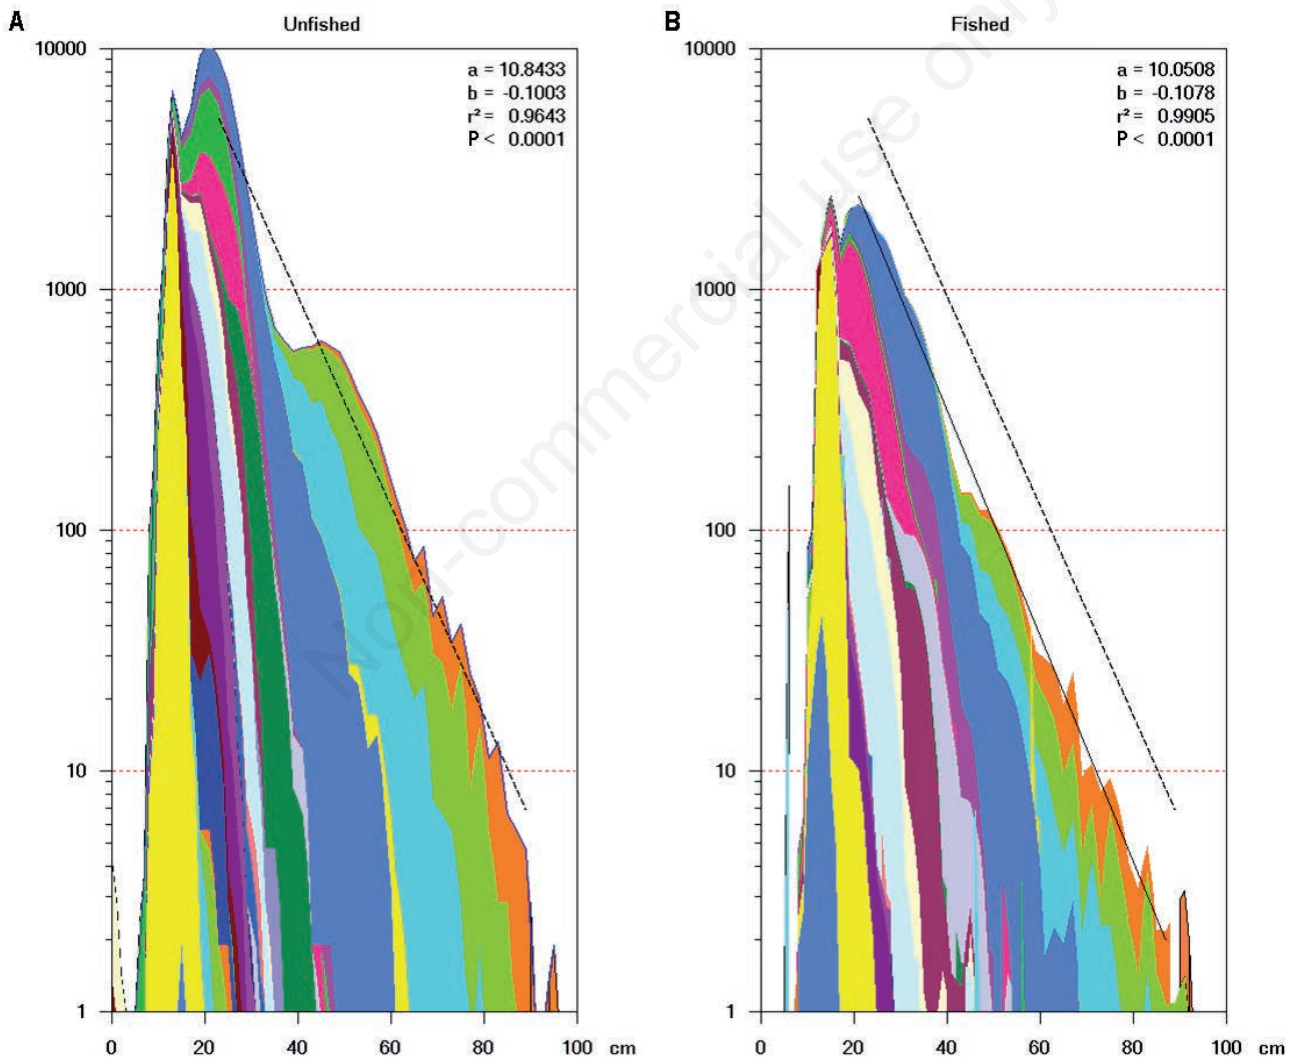 A
Unfished
10000
1000
100
10
1
a = 10.8433
b = -0.1003
r² = 0.9643
P < 0.0001
0 20 40 60 80 100 cm
B
Fished
10000
1000
100
10
1
a = 10.0508
b = -0.1078
r² = 0.9905
P < 0.0001
0 20 40 60 80 100 cm
Non-commercial use only